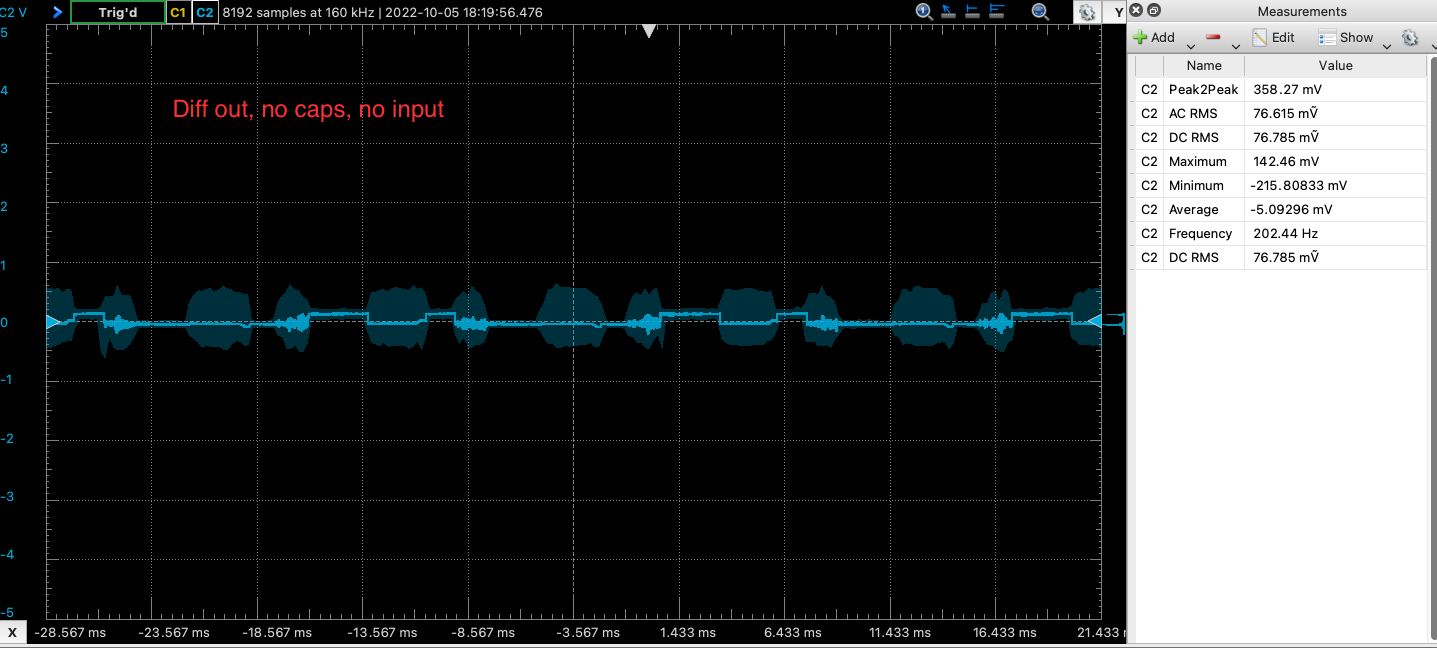 C2 V Trig'd C1 C2 8192 samples at 160 kHz | 2022-10-05 18:19:56.476 Y
5
4
3
2
1
0
-1
-2
-3
-4
-5
Diff out, no caps, no input
X -28.567 ms -23.567 ms -18.567 ms -13.567 ms -8.567 ms -3.567 ms 1.433 ms 6.433 ms 11.433 ms 16.433 ms 21.433
Measurements
Add Edit Show
Name Value
C2 Peak2Peak 358.27 mV
C2 AC RMS 76.615 mṼ
C2 DC RMS 76.785 mṼ
C2 Maximum 142.46 mV
C2 Minimum -215.80833 mV
C2 Average -5.09296 mV
C2 Frequency 202.44 Hz
C2 DC RMS 76.785 mṼ